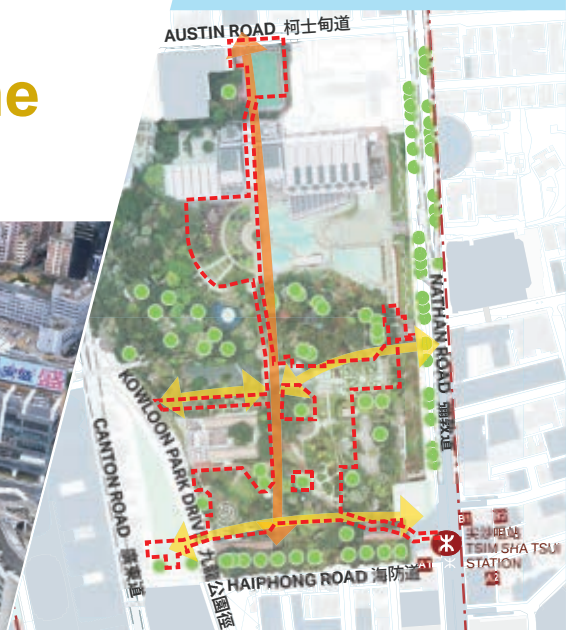 AUSTIN ROAD 柯士甸道
ne
NATHAN ROAD 彌敦道
KOWLOON PARK DRIVE 九龍公園徑
CANTON ROAD 廣東道
HAIPHONG ROAD 海防道
尖沙咀站
TSIM SHA TSUI
STATION
A1
A2